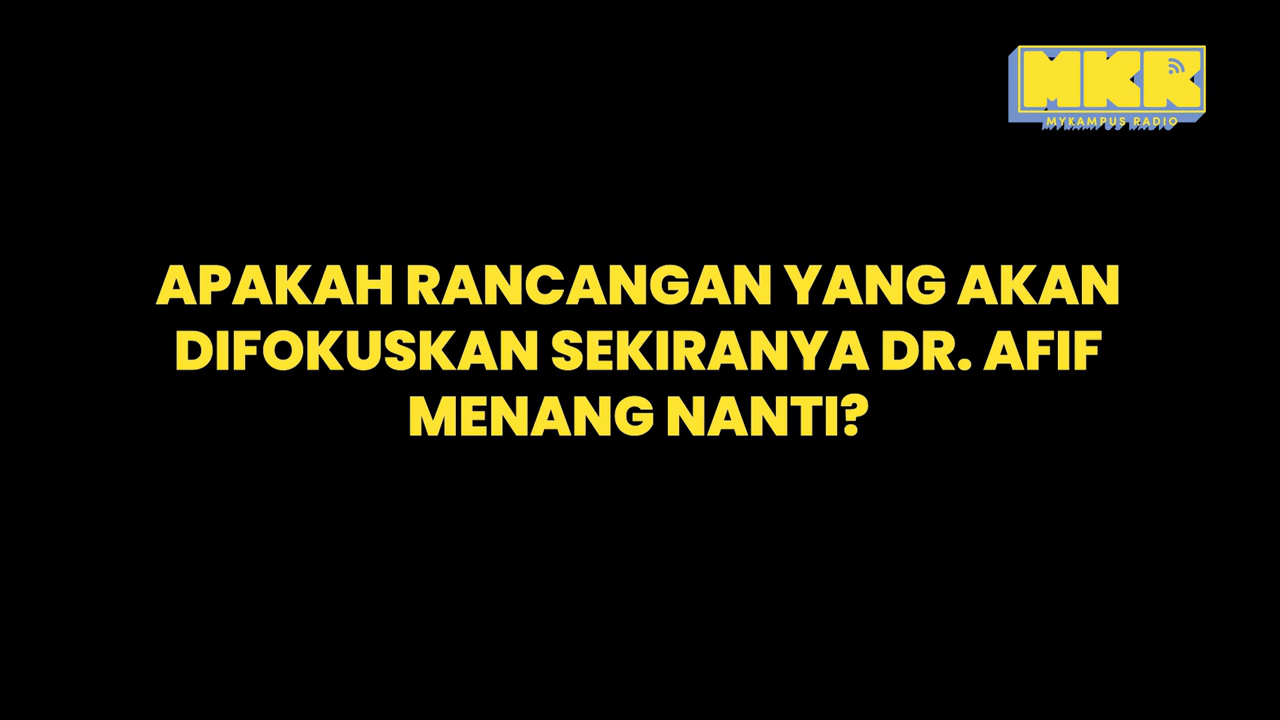 MKR
MYKAMPUS RADIO
APAKAH RANCANGAN YANG AKAN
DIFOKUSKAN SEKIRANYA DR. AFIF
MENANG NANTI?